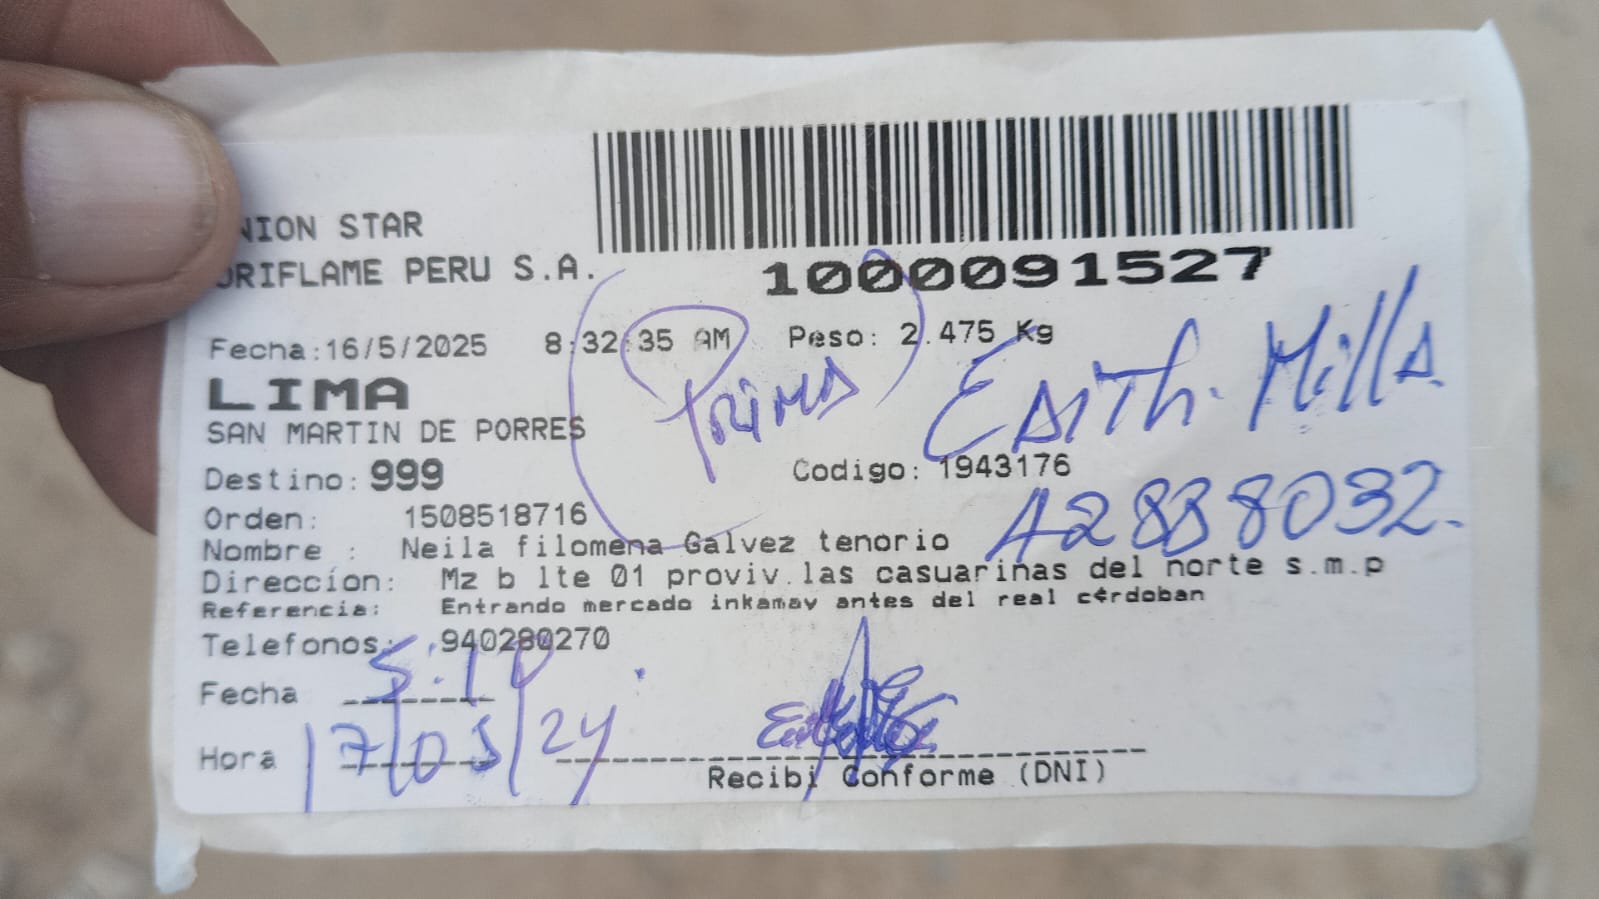 NION STAR
ORIFLAME PERU S.A.
1000091527
Fecha:16/5/2025 8:32:35 AM Peso: 2.475 Kg
LIMA
Prima
Edith. Milla.
SAN MARTIN DE PORRES
Destino: 999 Codigo: 1943176
Orden: 1508518716
42888032.
Nombre : Neila filomena Galvez tenorio
Direccíon: Mz b lte 01 proviv.las casuarinas del norte s.m.p
Referencia: Entrando mercado inkamay antes del real c¢rdoban
Telefonos: 940280270
Fecha 5:10
Hora 17/05/24
Recibi Conforme (DNI)